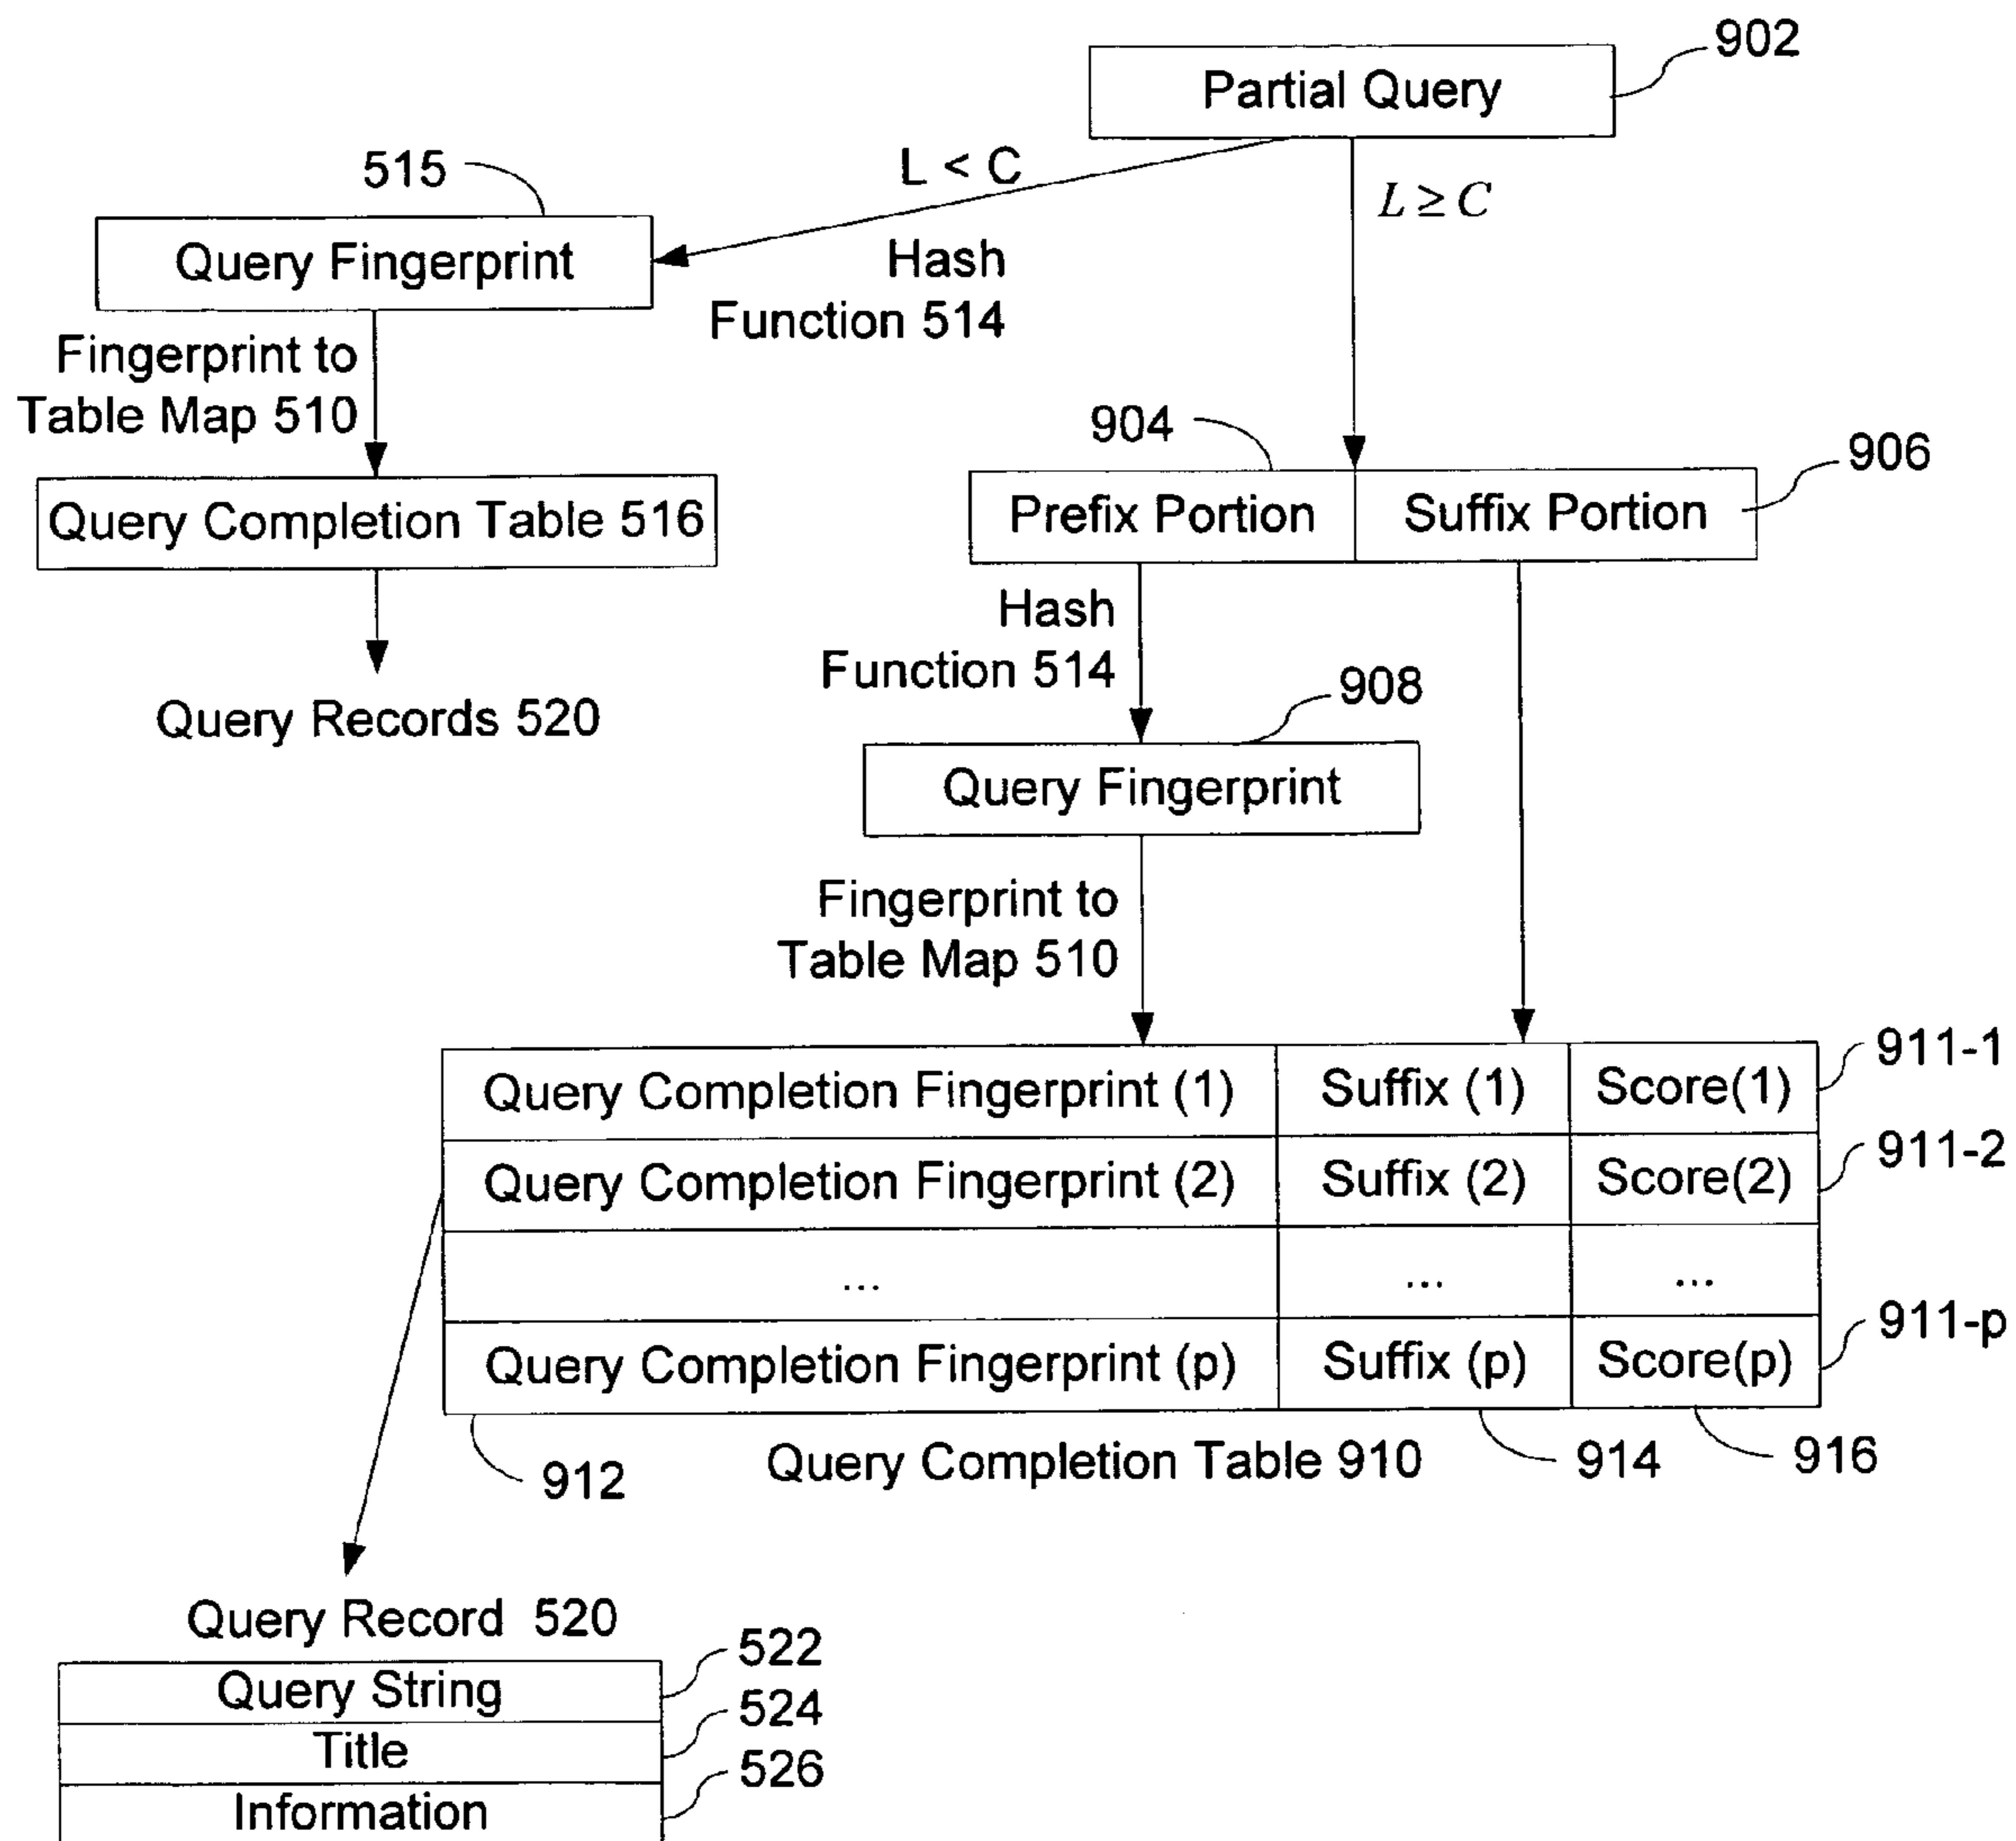 902
Partial Query
L < C
L ≥ C
515
Query Fingerprint
Hash
Function 514
Fingerprint to
Table Map 510
904
906
Query Completion Table 516
Prefix Portion
Suffix Portion
Hash
Function 514
908
Query Records 520
Query Fingerprint
Fingerprint to
Table Map 510
Query Completion Fingerprint (1) Suffix (1) Score(1)
911-1
Query Completion Fingerprint (2) Suffix (2) Score(2)
911-2
... ... ...
Query Completion Fingerprint (p) Suffix (p) Score(p)
911-p
912
Query Completion Table 910
914
916
Query Record 520
Query String
522
Title
524
Information
526